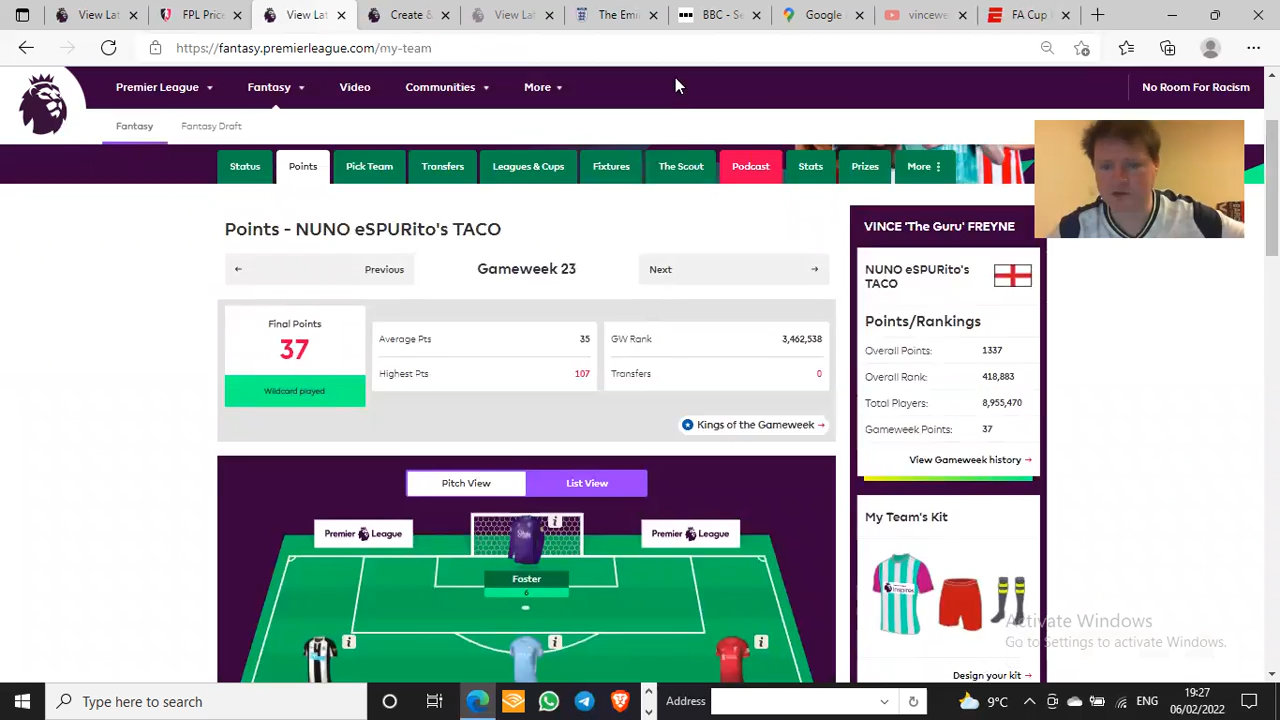 View Lat
FPL Pric
View Lat
Create &
View Lat
The Emi
BBC - Se
Google
vincewe
FA Cup
https://fantasy.premierleague.com/my-team
Premier League
Fantasy
Video
Communities
More
No Room For Racism
Fantasy
Fantasy Draft
Status
Points
Pick Team
Transfers
Leagues & Cups
Fixtures
The Scout
Podcast
Stats
Prizes
More
Points - NUNO eSPURito's TACO
Previous
Gameweek 23
Next
Final Points
37
Wildcard played
Average Pts 35
Highest Pts 107
GW Rank 3,462,538
Transfers 0
Kings of the Gameweek
Pitch View
List View
Premier League
Premier League
Foster
6
VINCE 'The Guru' FREYNE
NUNO eSPURito's
TACO
Points/Rankings
Overall Points: 1337
Overall Rank: 418,883
Total Players: 8,955,470
Gameweek Points: 37
View Gameweek history
My Team's Kit
Design your kit
Activate Windows
Go to Settings to activate Windows.
Type here to search
Address
9°C
ENG
19:27
06/02/2022